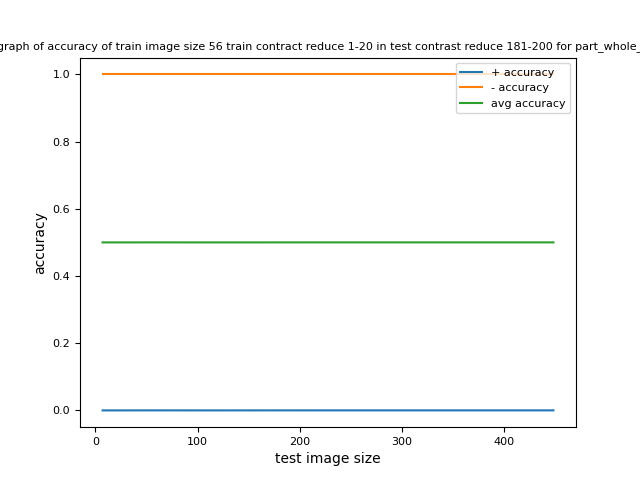 graph of accuracy of train image size 56 train contract reduce 1-20 in test contrast reduce 181-200 for part_whole_
+ accuracy
- accuracy
avg accuracy
accuracy
1.0
0.8
0.6
0.4
0.2
0.0
0 100 200 300 400
test image size